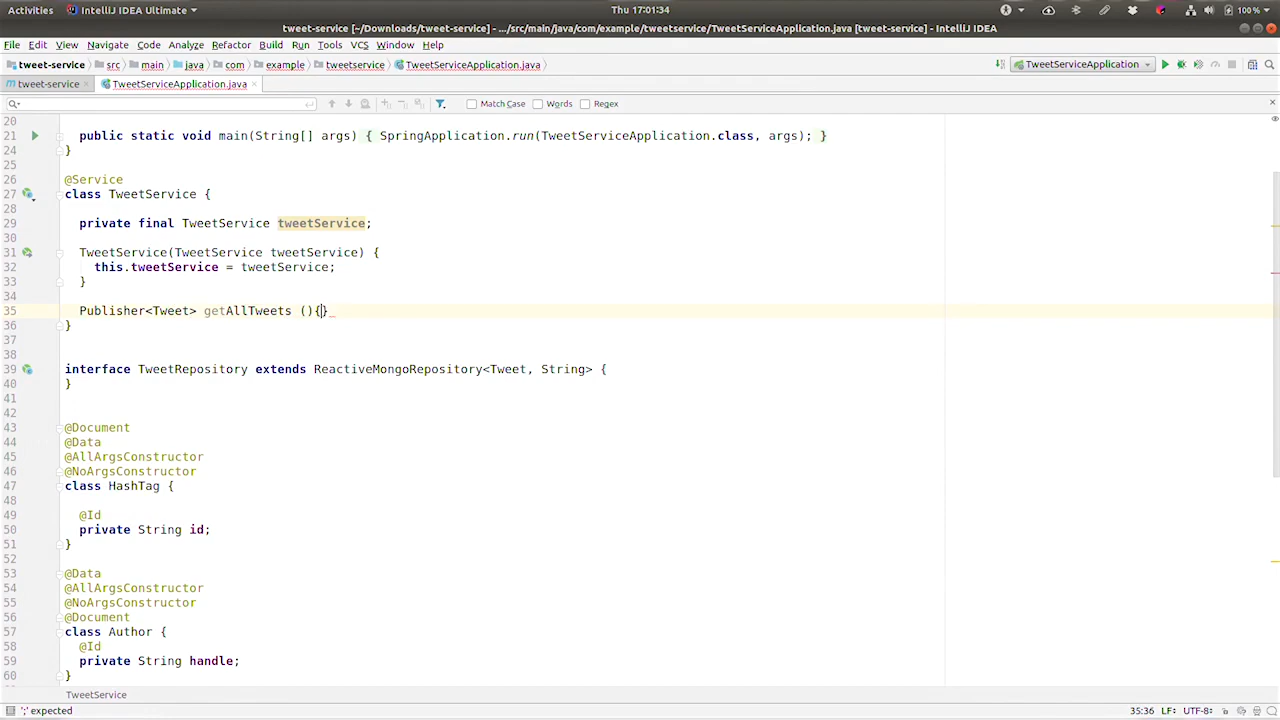 Activities IntelliJ IDEA Ultimate Thu 17:01:34 100 %
tweet-service [~/Downloads/tweet-service] - .../src/main/java/com/example/tweetservice/TweetServiceApplication.java [tweet-service] - IntelliJ IDEA
File Edit View Navigate Code Analyze Refactor Build Run Tools VCS Window Help
tweet-service src main java com example tweetservice TweetServiceApplication.java TweetServiceApplication
tweet-service TweetServiceApplication.java
Match Case Words Regex
20
21 public static void main(String[] args) { SpringApplication.run(TweetServiceApplication.class, args); }
24 }
25
26 @Service
27 class TweetService {
28
29 private final TweetService tweetService;
30
31 TweetService(TweetService tweetService) {
32 this.tweetService = tweetService;
33 }
34
35 Publisher<Tweet> getAllTweets (){}
36 }
37
38
39 interface TweetRepository extends ReactiveMongoRepository<Tweet, String> {
40 }
41
42
43 @Document
44 @Data
45 @AllArgsConstructor
46 @NoArgsConstructor
47 class HashTag {
48
49 @Id
50 private String id;
51 }
52
53 @Data
54 @AllArgsConstructor
55 @NoArgsConstructor
56 @Document
57 class Author {
58 @Id
59 private String handle;
60 }
TweetService
';' expected 35:36 LF÷ UTF-8÷